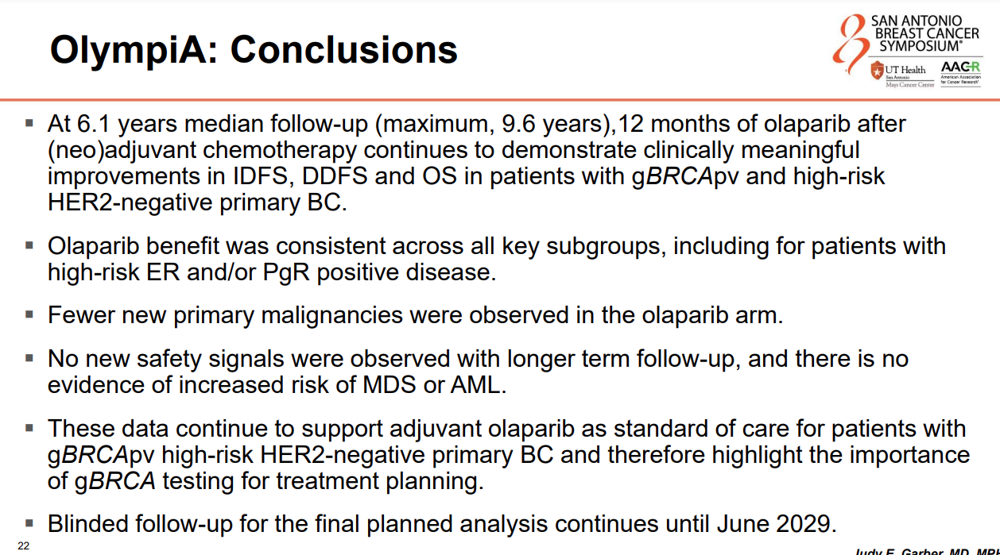 OlympiA: Conclusions
SAN ANTONIO
BREAST CANCER
SYMPOSIUM®
UT Health
San Antonio
Mays Cancer Center
AACR
American Association
for Cancer Research®
▪ At 6.1 years median follow-up (maximum, 9.6 years),12 months of olaparib after
(neo)adjuvant chemotherapy continues to demonstrate clinically meaningful
improvements in IDFS, DDFS and OS in patients with gBRCApv and high-risk
HER2-negative primary BC.
▪ Olaparib benefit was consistent across all key subgroups, including for patients with
high-risk ER and/or PgR positive disease.
▪ Fewer new primary malignancies were observed in the olaparib arm.
▪ No new safety signals were observed with longer term follow-up, and there is no
evidence of increased risk of MDS or AML.
▪ These data continue to support adjuvant olaparib as standard of care for patients with
gBRCApv high-risk HER2-negative primary BC and therefore highlight the importance
of gBRCA testing for treatment planning.
▪ Blinded follow-up for the final planned analysis continues until June 2029.
22
Judy E. Garber, MD, MPH